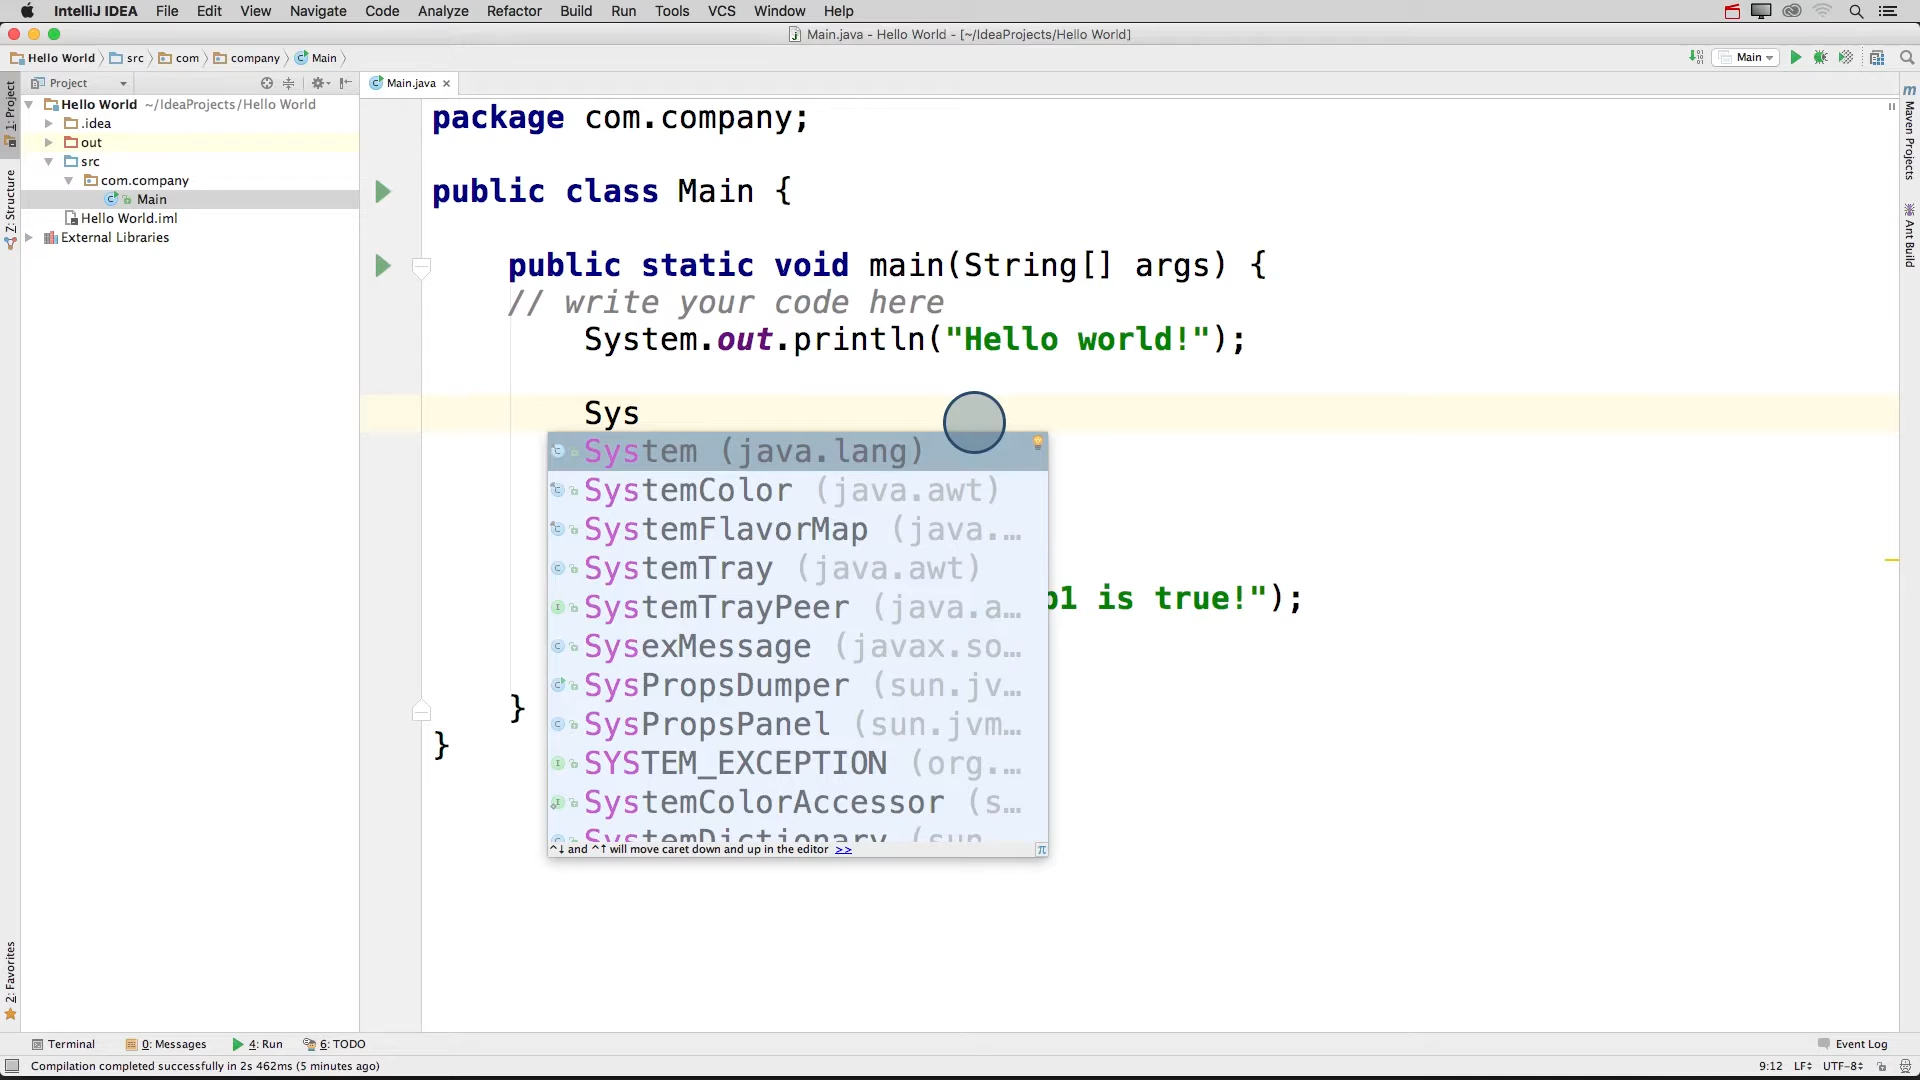 IntelliJ IDEA File Edit View Navigate Code Analyze Refactor Build Run Tools VCS Window Help
Main.java - Hello World - [~/IdeaProjects/Hello World]
Hello World src com company Main
Main
Project
Main.java
1: Project
Z: Structure
2: Favorites
Hello World ~/IdeaProjects/Hello World
.idea
out
src
com.company
Main
Hello World.iml
External Libraries
package com.company;
public class Main {
public static void main(String[] args) {
// write your code here
System.out.println("Hello world!");
Sys
System (java.lang)
SystemColor (java.awt)
SystemFlavorMap (java.…
SystemTray (java.awt)
SystemTrayPeer (java.a…
SysexMessage (javax.so…
SysPropsDumper (sun.jv…
SysPropsPanel (sun.jvm…
SYSTEM_EXCEPTION (org.…
SystemColorAccessor (s…
SystemDictionary (sun
^↓ and ^↑ will move caret down and up in the editor >>
π
b1 is true!");
}
}
m
Maven Projects
Ant Build
Terminal 0: Messages 4: Run 6: TODO
Event Log
Compilation completed successfully in 2s 462ms (5 minutes ago)
9:12 LF UTF-8